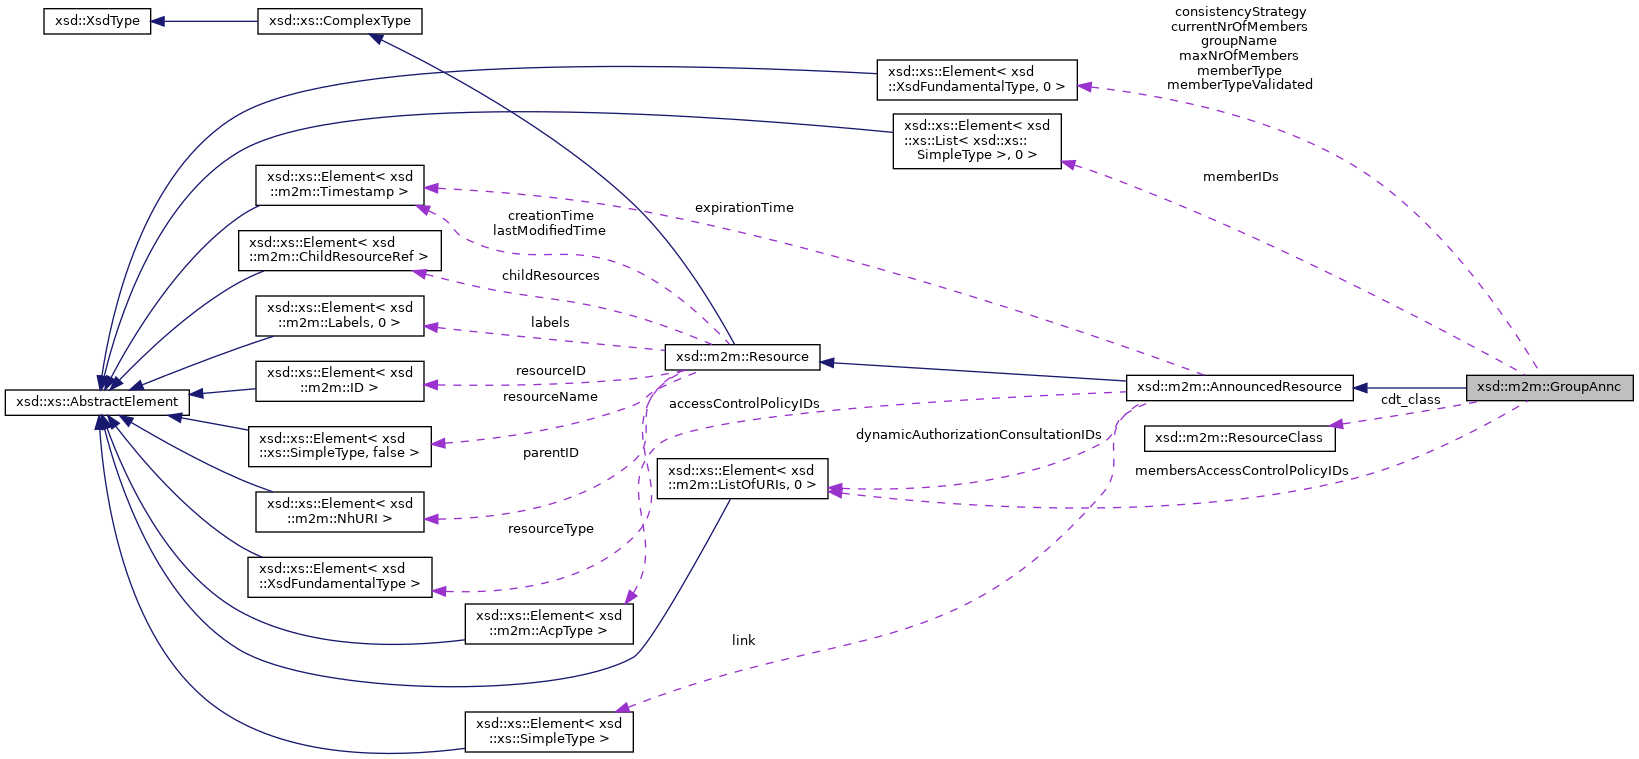 xsd::XsdType
xsd::xs::ComplexType
consistencyStrategy
currentNrOfMembers
groupName
maxNrOfMembers
memberType
memberTypeValidated
xsd::xs::Element< xsd
::XsdFundamentalType, 0 >
xsd::xs::Element< xsd
::xs::List< xsd::xs::
SimpleType >, 0 >
memberIDs
xsd::xs::Element< xsd
::m2m::Timestamp >
expirationTime
creationTime
lastModifiedTime
xsd::xs::Element< xsd
::m2m::ChildResourceRef >
childResources
xsd::xs::Element< xsd
::m2m::Labels, 0 >
labels
xsd::m2m::Resource
xsd::xs::Element< xsd
::m2m::ID >
resourceID
resourceName
xsd::m2m::AnnouncedResource
xsd::m2m::GroupAnnc
xsd::xs::AbstractElement
accessControlPolicyIDs
cdt_class
xsd::xs::Element< xsd
::xs::SimpleType, false >
dynamicAuthorizationConsultationIDs
xsd::m2m::ResourceClass
parentID
xsd::xs::Element< xsd
::m2m::ListOfURIs, 0 >
membersAccessControlPolicyIDs
xsd::xs::Element< xsd
::m2m::NhURI >
resourceType
xsd::xs::Element< xsd
::XsdFundamentalType >
xsd::xs::Element< xsd
::m2m::AcpType >
link
xsd::xs::Element< xsd
::xs::SimpleType >